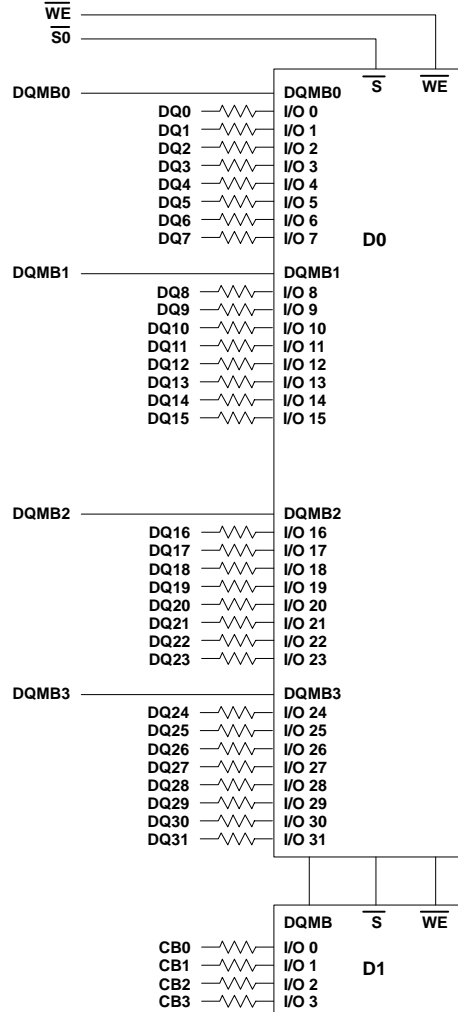 WE
S0
S WE
DQMB0 DQMB0
DQ0 I/O 0
DQ1 I/O 1
DQ2 I/O 2
DQ3 I/O 3
DQ4 I/O 4
DQ5 I/O 5
DQ6 I/O 6
DQ7 I/O 7 D0
DQMB1 DQMB1
DQ8 I/O 8
DQ9 I/O 9
DQ10 I/O 10
DQ11 I/O 11
DQ12 I/O 12
DQ13 I/O 13
DQ14 I/O 14
DQ15 I/O 15
DQMB2 DQMB2
DQ16 I/O 16
DQ17 I/O 17
DQ18 I/O 18
DQ19 I/O 19
DQ20 I/O 20
DQ21 I/O 21
DQ22 I/O 22
DQ23 I/O 23
DQMB3 DQMB3
DQ24 I/O 24
DQ25 I/O 25
DQ26 I/O 26
DQ27 I/O 27
DQ28 I/O 28
DQ29 I/O 29
DQ30 I/O 30
DQ31 I/O 31
DQMB S WE
CB0 I/O 0
CB1 I/O 1 D1
CB2 I/O 2
CB3 I/O 3